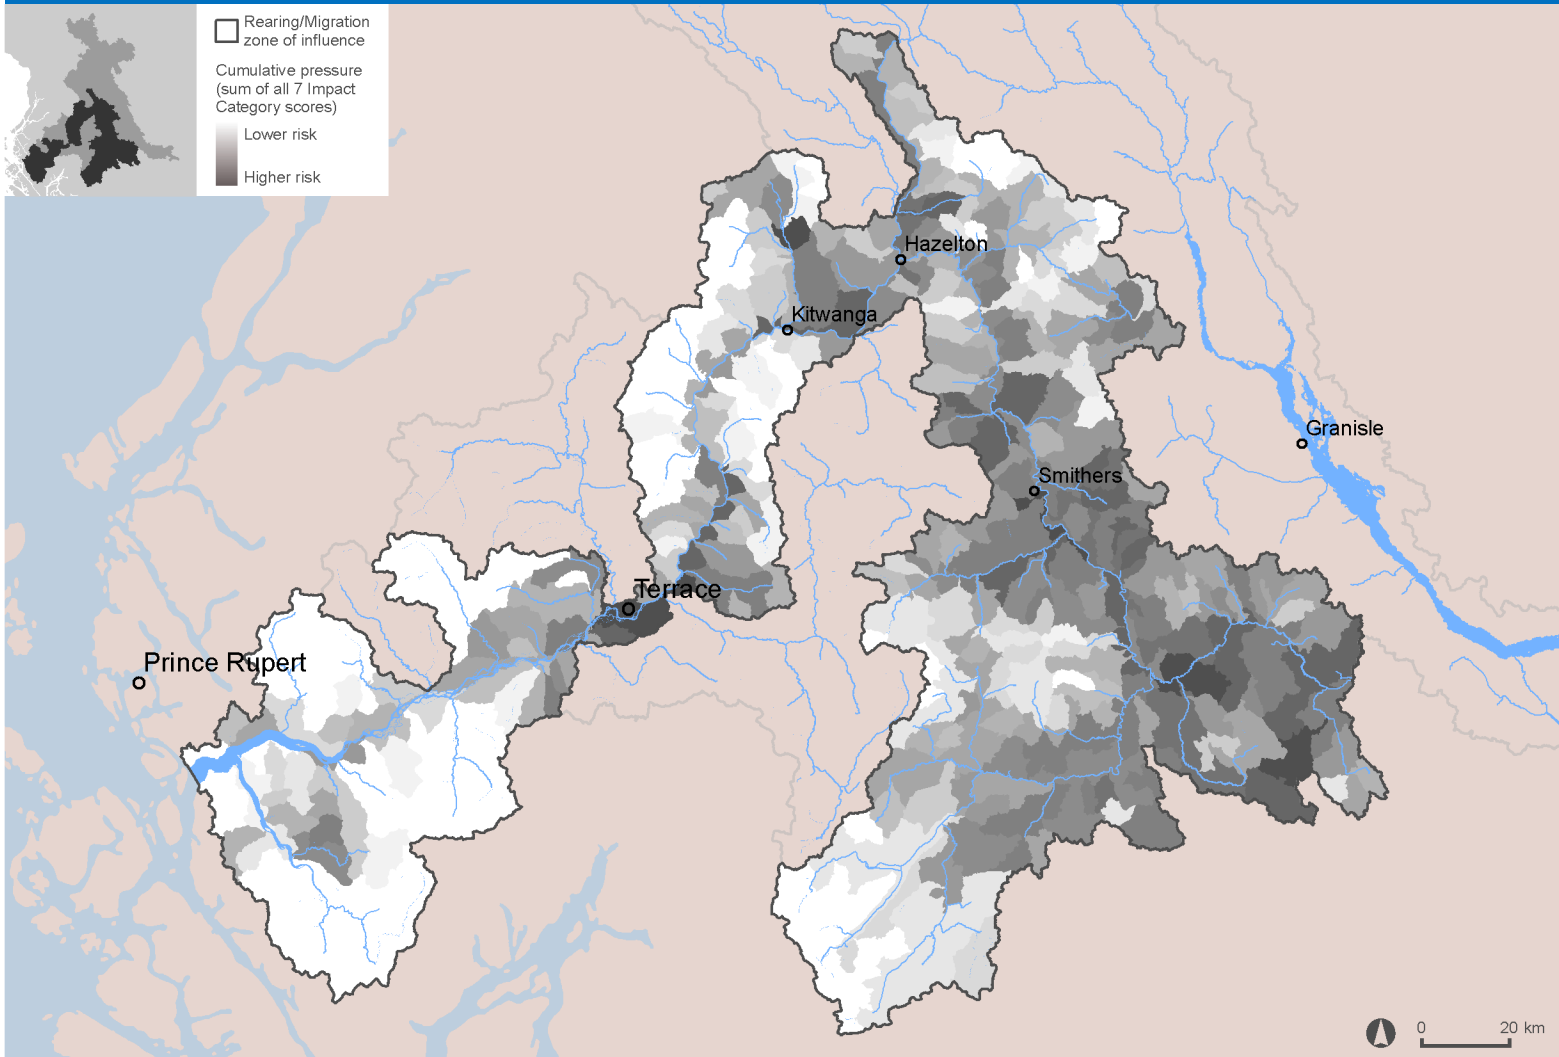 Rearing/Migration
zone of influence
Cumulative pressure
(sum of all 7 Impact
Category scores)
Lower risk
Higher risk
Hazelton
Kitwanga
Granisle
Smithers
Terrace
Prince Rupert
0 20 km